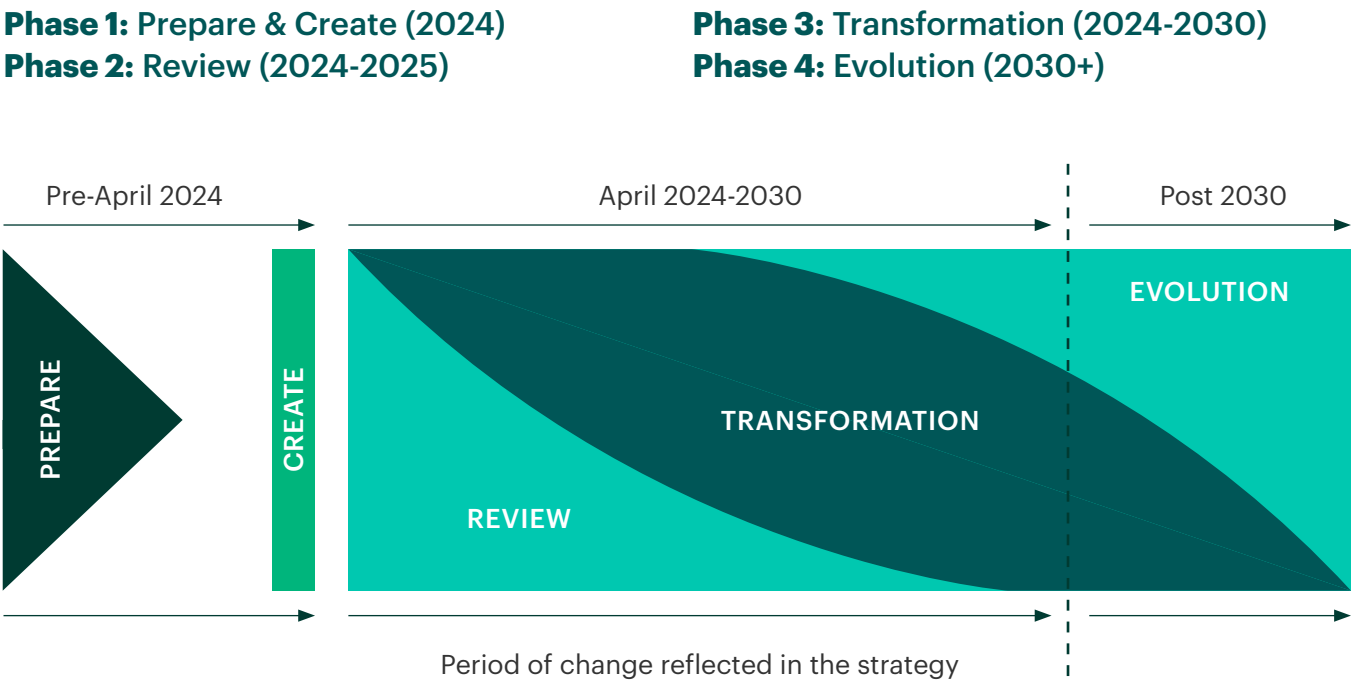 Phase 1: Prepare & Create (2024)
Phase 2: Review (2024-2025)
Phase 3: Transformation (2024-2030)
Phase 4: Evolution (2030+)
Pre-April 2024
April 2024-2030
Post 2030
PREPARE
CREATE
REVIEW
TRANSFORMATION
EVOLUTION
Period of change reflected in the strategy